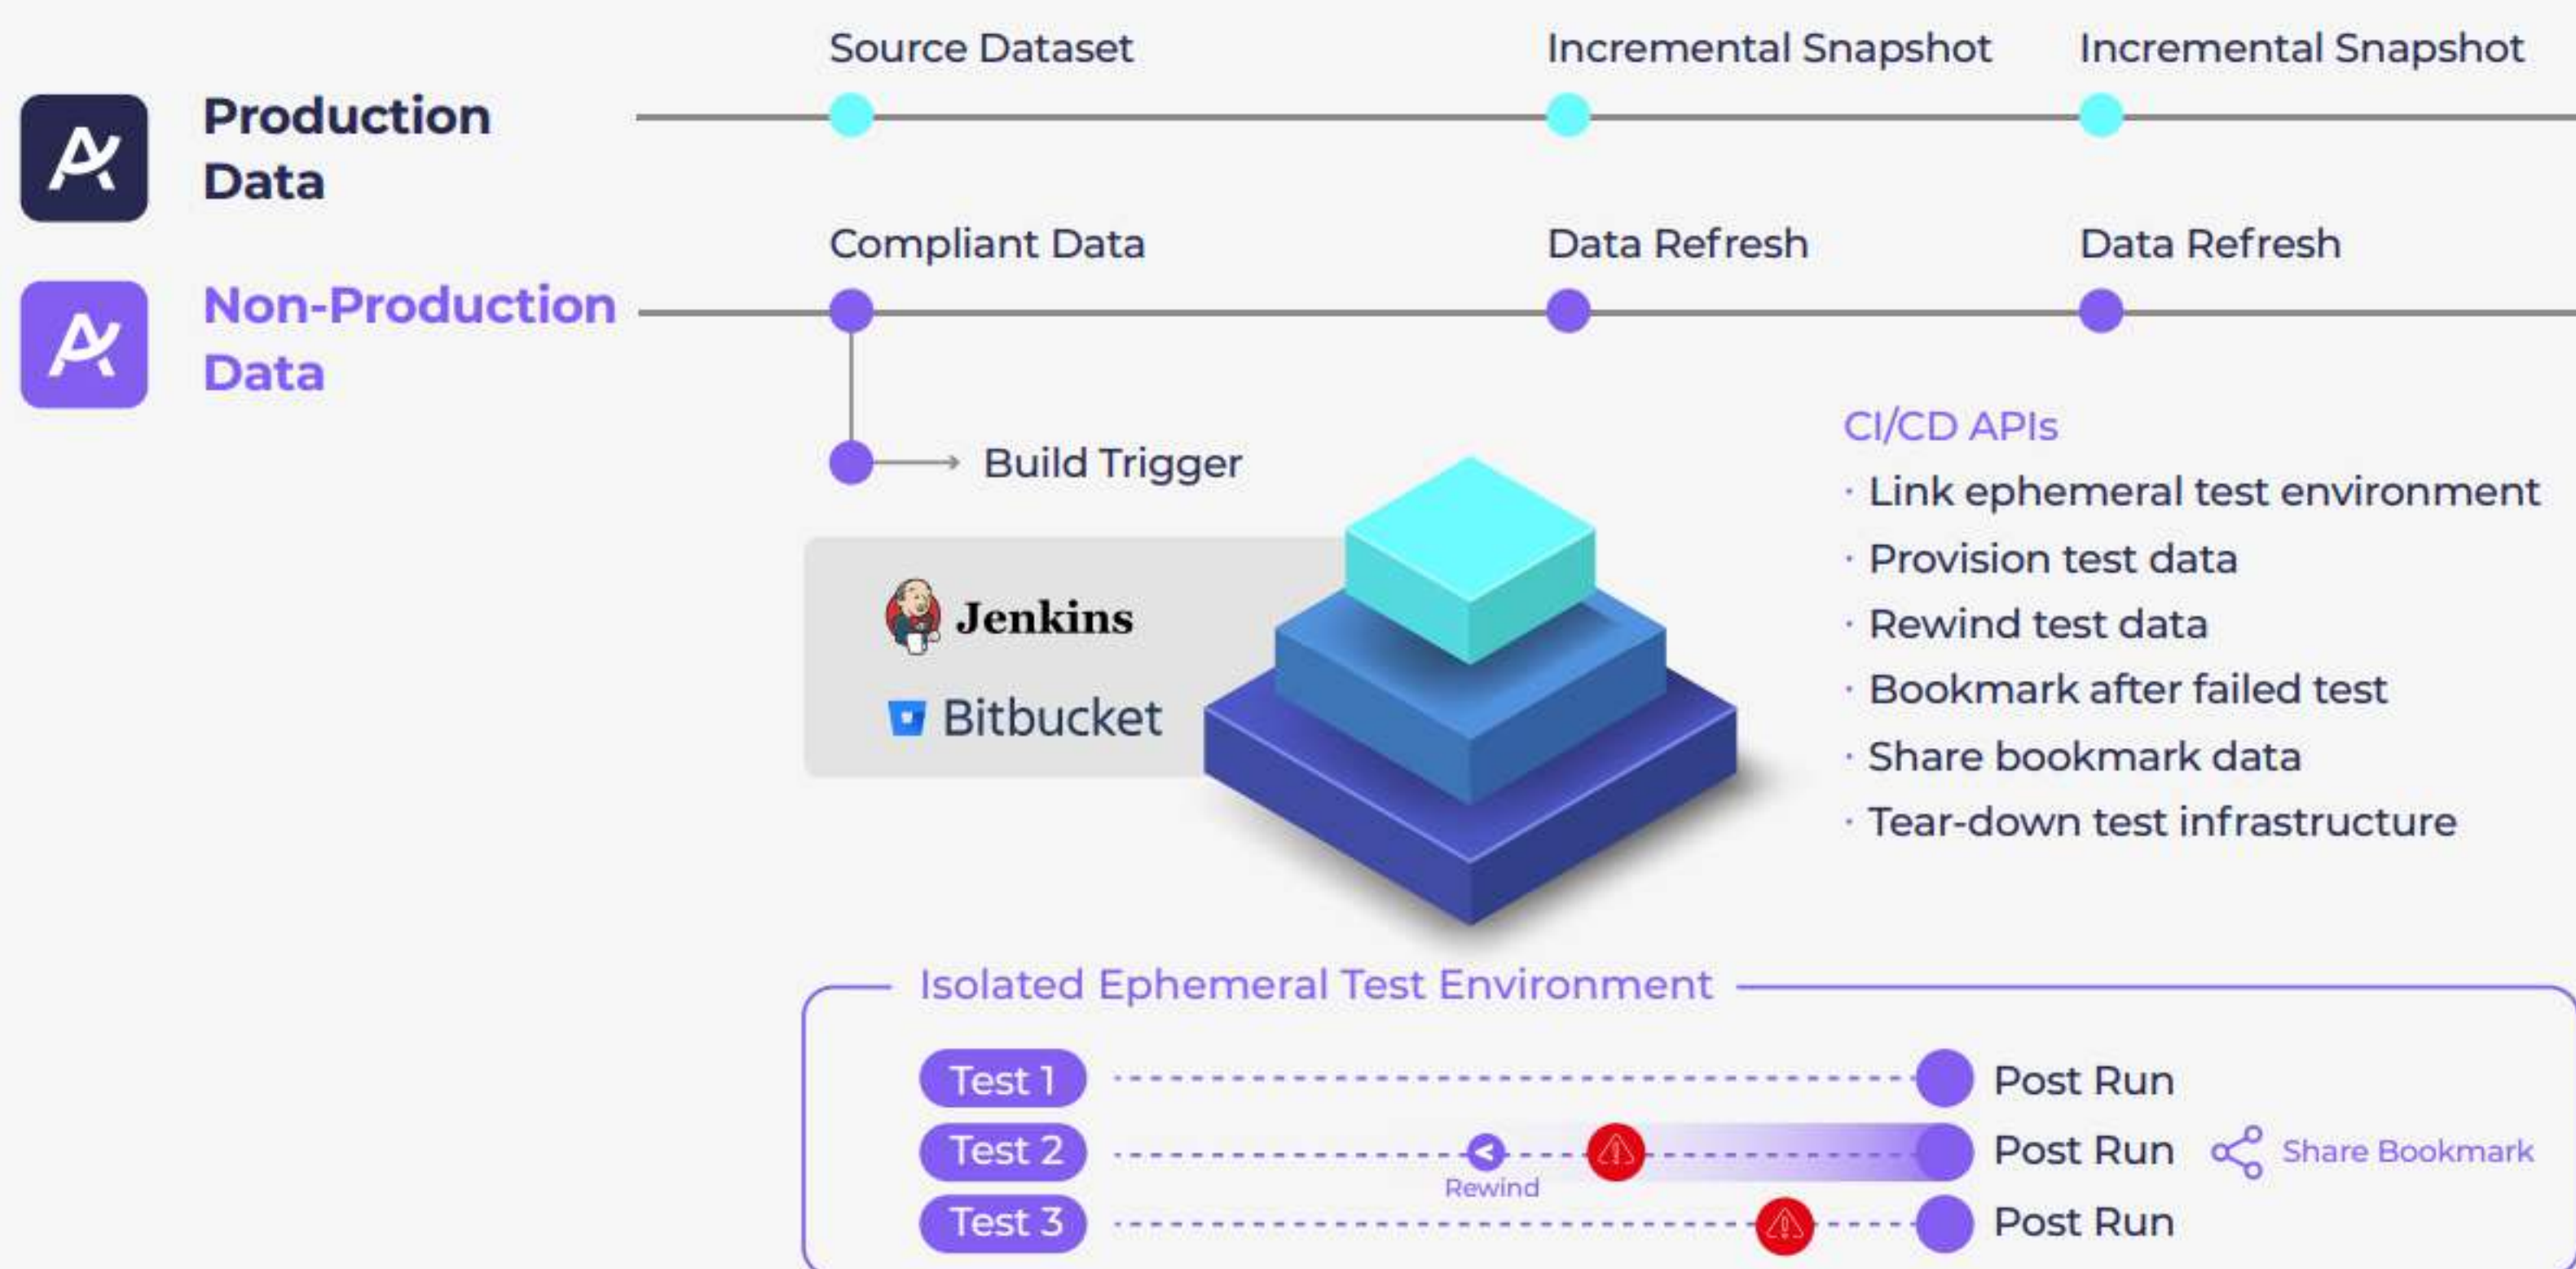 Source Dataset
Incremental Snapshot
Incremental Snapshot
Production
Data
Compliant Data
Data Refresh
Data Refresh
Non-Production
Data
Build Trigger
Jenkins
Bitbucket
CI/CD APIs
· Link ephemeral test environment
· Provision test data
· Rewind test data
· Bookmark after failed test
· Share bookmark data
· Tear-down test infrastructure
Isolated Ephemeral Test Environment
Test 1
Post Run
Test 2
<
Rewind
Post Run
Share Bookmark
Test 3
Post Run